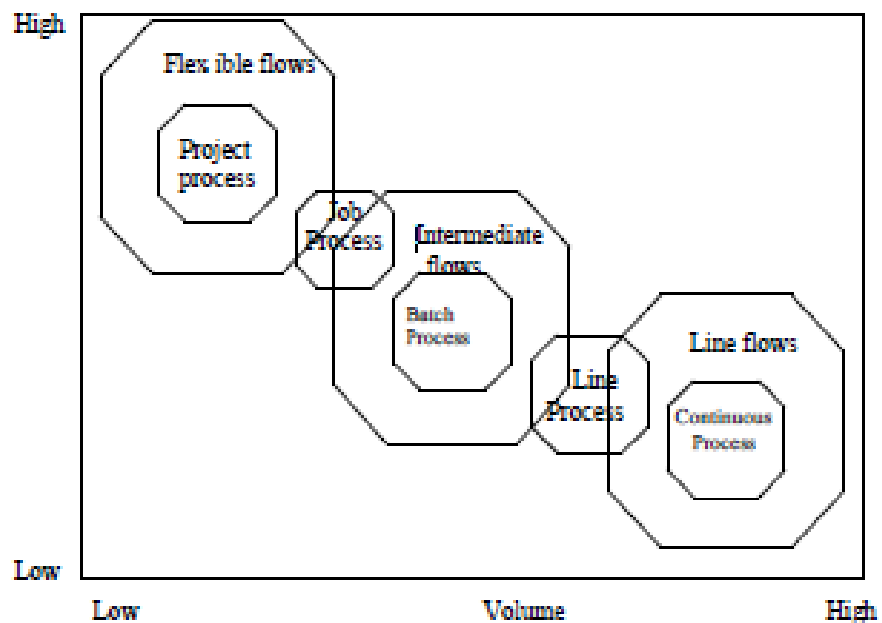 High
Flex ible flows
Project
process
Job
Process
Intermediate
flows
Batch
Process
Line flows
Line
Process
Continuous
Process
Low
Low
Volume
High